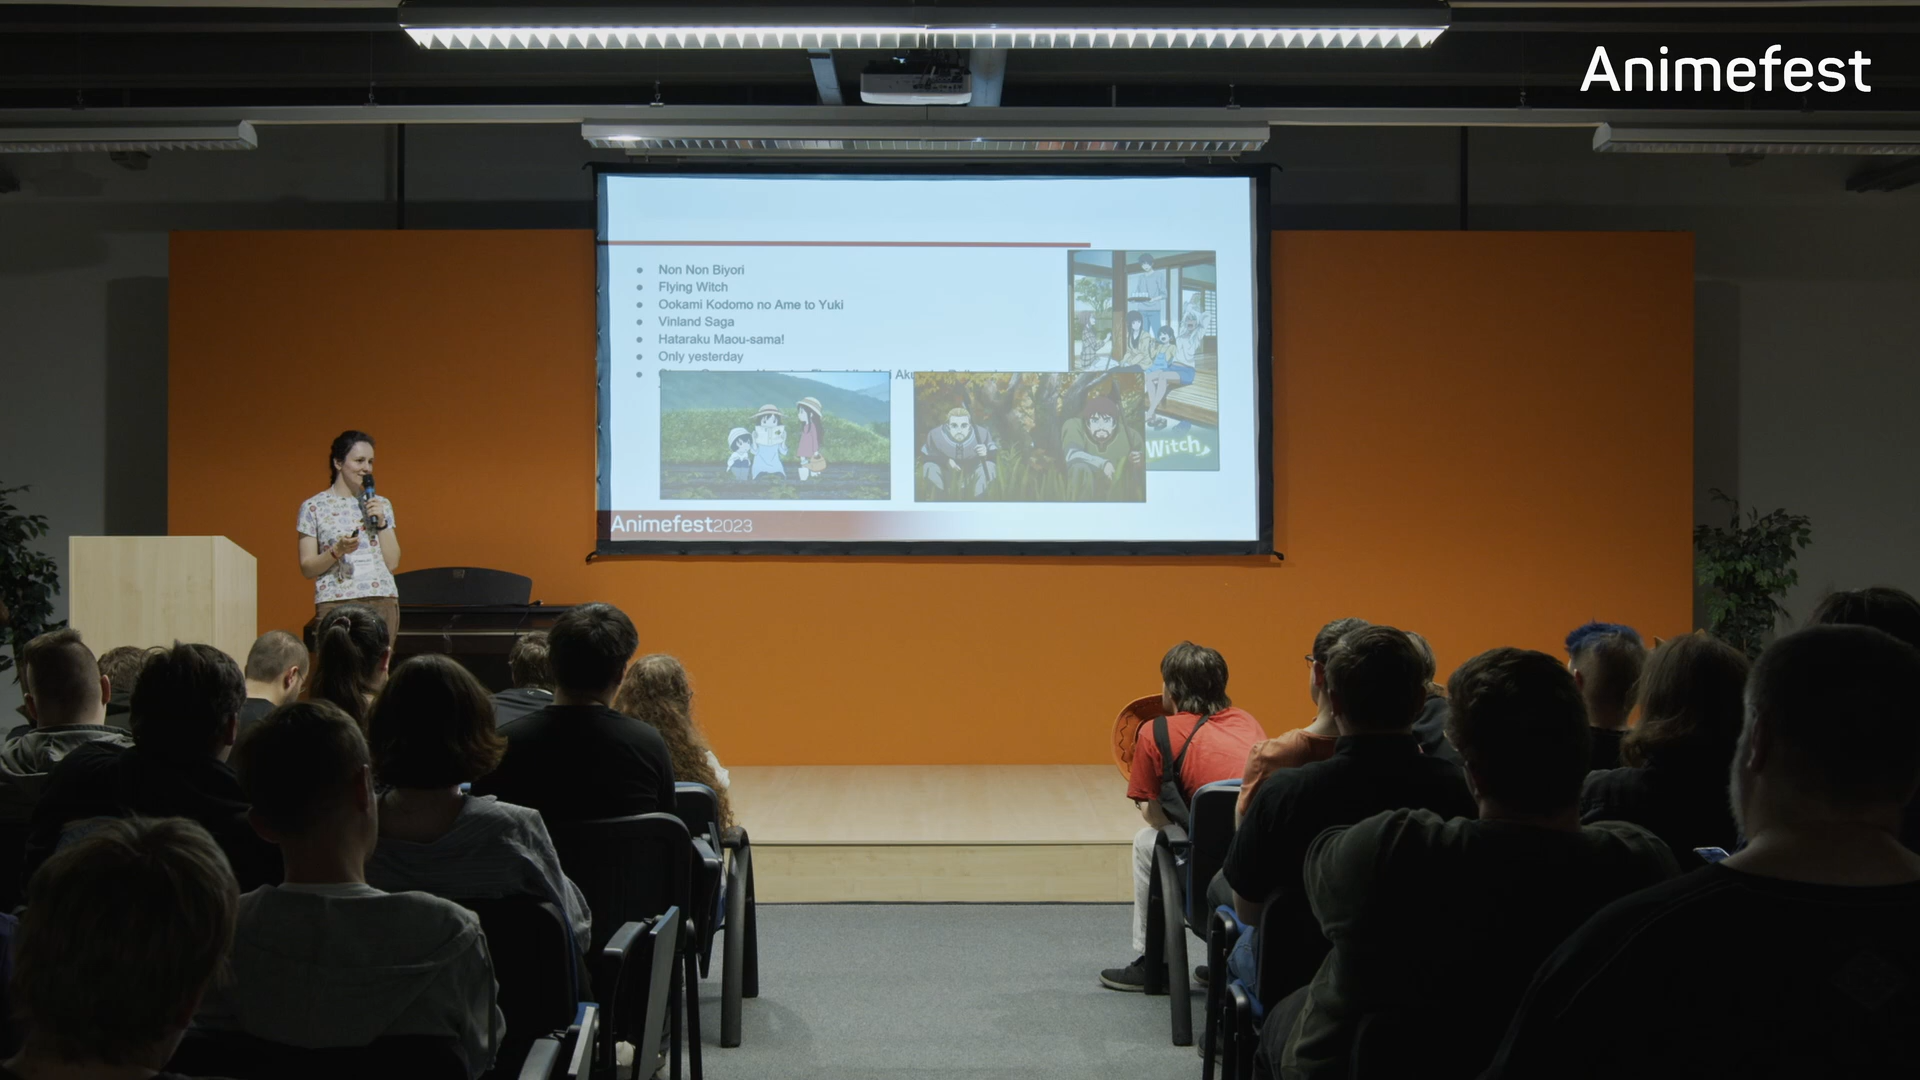 Animefest
Non Non Biyori
Flying Witch
Ookami Kodomo no Ame to Yuki
Vinland Saga
Hataraku Maou-sama!
Only yesterday
Witch
Animefest2023